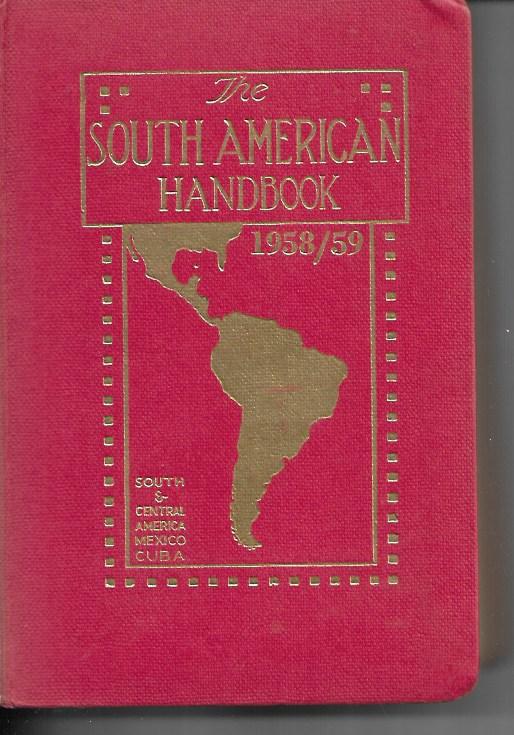 The
SOUTH AMERICAN
HANDBOOK
1958/59
SOUTH
&
CENTRAL
AMERICA
MEXICO
CUBA